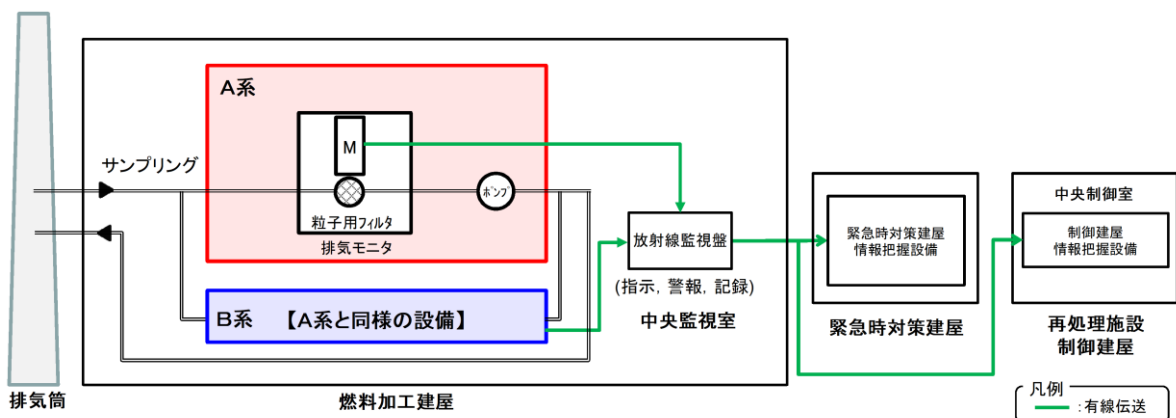 A系
M
サンプリング
ポンプ
粒子用フィルタ
排気モニタ
B系 【A系と同様の設備】
放射線監視盤
(指示，警報，記録)
中央監視室
緊急時対策建屋
情報把握設備
緊急時対策建屋
中央制御室
制御建屋
情報把握設備
再処理施設
制御建屋
排気筒
燃料加工建屋
凡例
：有線伝送